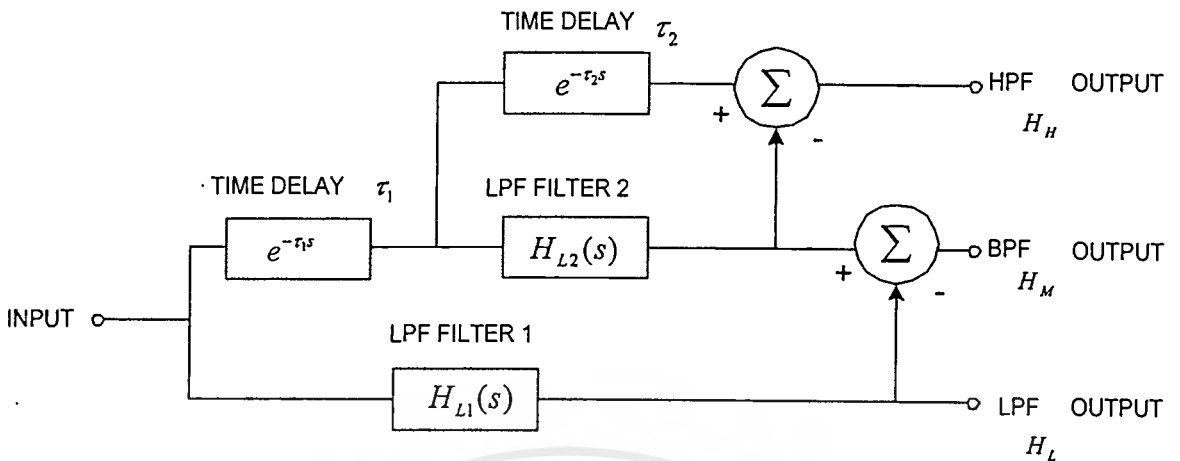 TIME DELAY τ₂
e^{-τ₂s}
Σ
+
-
HPF OUTPUT
H_H
TIME DELAY τ₁
LPF FILTER 2
e^{-τ₁s}
H_{L2}(s)
Σ
+
-
BPF OUTPUT
H_M
INPUT
LPF FILTER 1
H_{L1}(s)
LPF OUTPUT
H_L